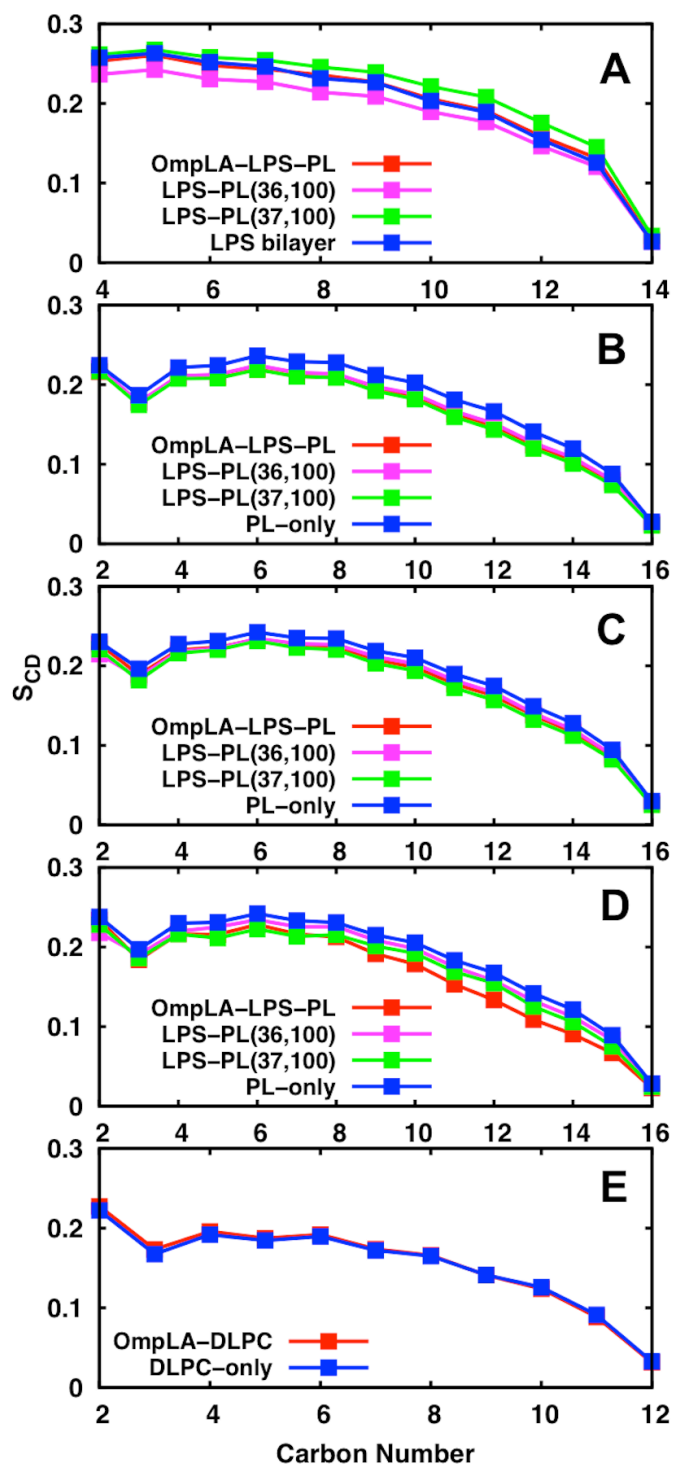 0.3
A
0.2
OmpLA–LPS–PL
LPS–PL(36,100)
0.1
LPS–PL(37,100)
LPS bilayer
0
4 6 8 10 12 14
0.3
B
0.2
OmpLA–LPS–PL
LPS–PL(36,100)
0.1
LPS–PL(37,100)
PL–only
0
2 4 6 8 10 12 14 16
0.3
C
0.2
S_CD
OmpLA–LPS–PL
LPS–PL(36,100)
0.1
LPS–PL(37,100)
PL–only
0
2 4 6 8 10 12 14 16
0.3
D
0.2
OmpLA–LPS–PL
LPS–PL(36,100)
0.1
LPS–PL(37,100)
PL–only
0
2 4 6 8 10 12 14 16
0.3
E
0.2
0.1
OmpLA–DLPC
DLPC–only
0
2 4 6 8 10 12
Carbon Number